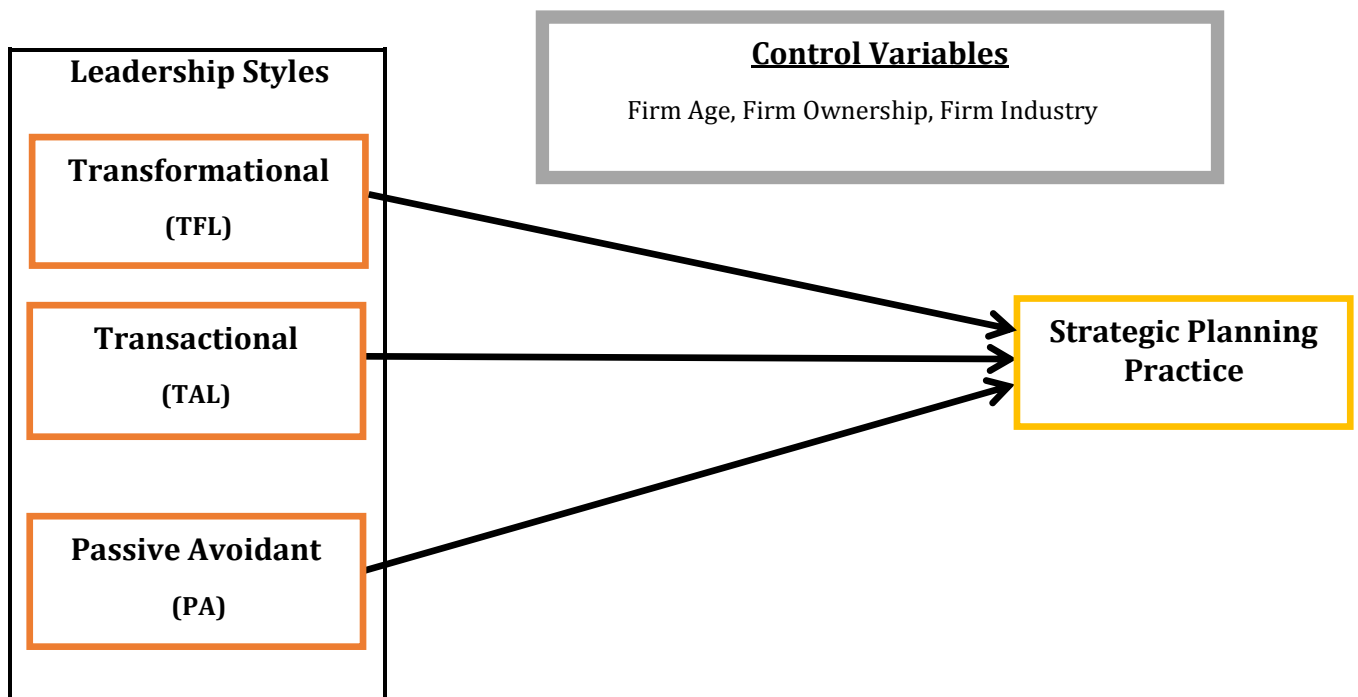 Control Variables
Firm Age, Firm Ownership, Firm Industry
Leadership Styles
Transformational
(TFL)
Transactional
(TAL)
Passive Avoidant
(PA)
Strategic Planning
Practice